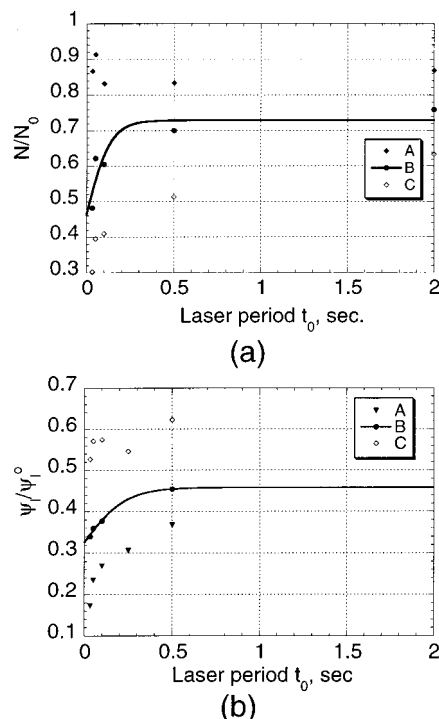 1
0.9
0.8
0.7
0.6
0.5
0.4
0.3
N/N₀
A
B
C
0 0.5 1 1.5 2
Laser period t₀, sec.
(a)
0.7
0.6
0.5
0.4
0.3
0.2
0.1
ψₗ/ψₗ°
A
B
C
0 0.5 1 1.5 2
Laser period t₀, sec
(b)